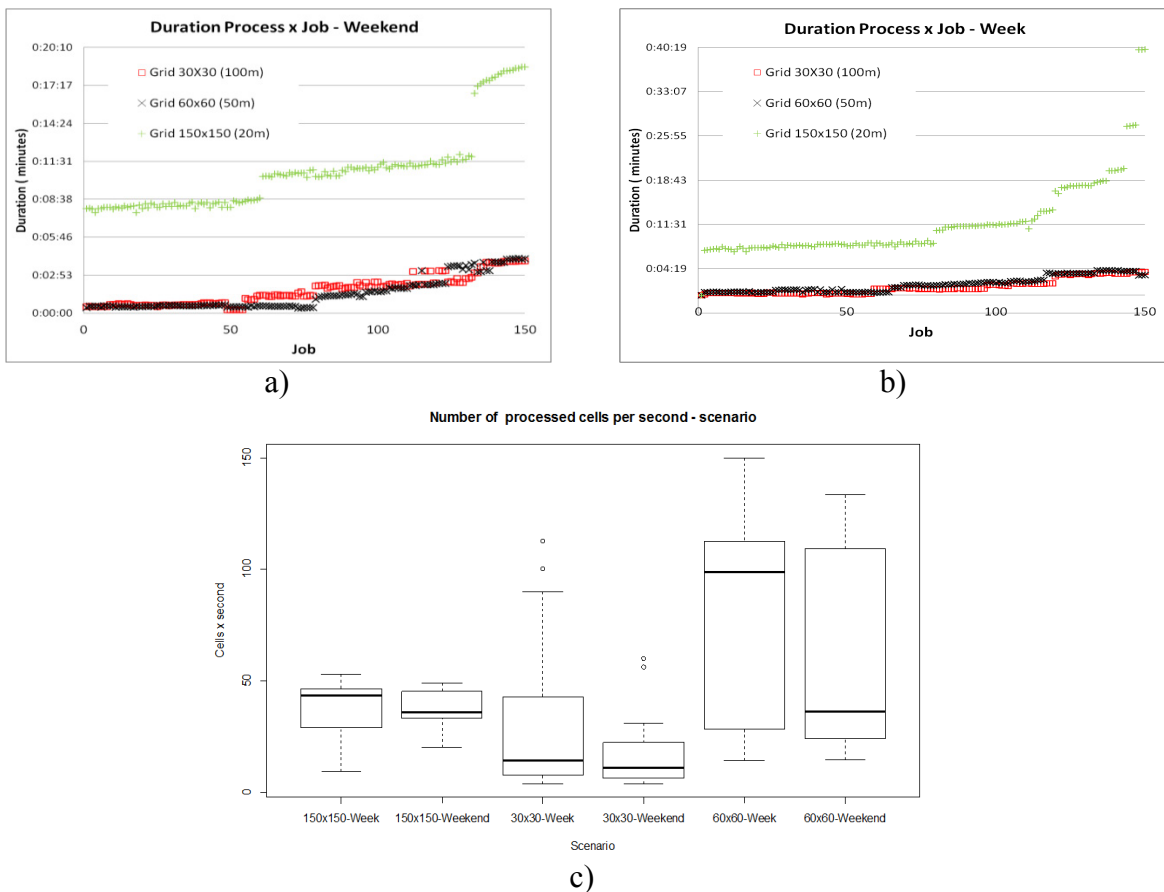 Duration Process x Job - Weekend
0:20:10
0:17:17
0:14:24
0:11:31
0:08:38
0:05:46
0:02:53
0:00:00
Duration ( minutes)
Grid 30X30 (100m)
Grid 60x60 (50m)
Grid 150x150 (20m)
0
50
100
150
Job
a)
Duration Process x Job - Week
0:40:19
0:33:07
0:25:55
0:18:43
0:11:31
0:04:19
Duration (minutes)
Grid 30X30 (100m)
Grid 60x60 (50m)
Grid 150x150 (20m)
0
50
100
150
Job
b)
Number of processed cells per second - scenario
150
100
50
0
Cells x second
150x150-Week
150x150-Weekend
30x30-Week
30x30-Weekend
60x60-Week
60x60-Weekend
Scenario
c)